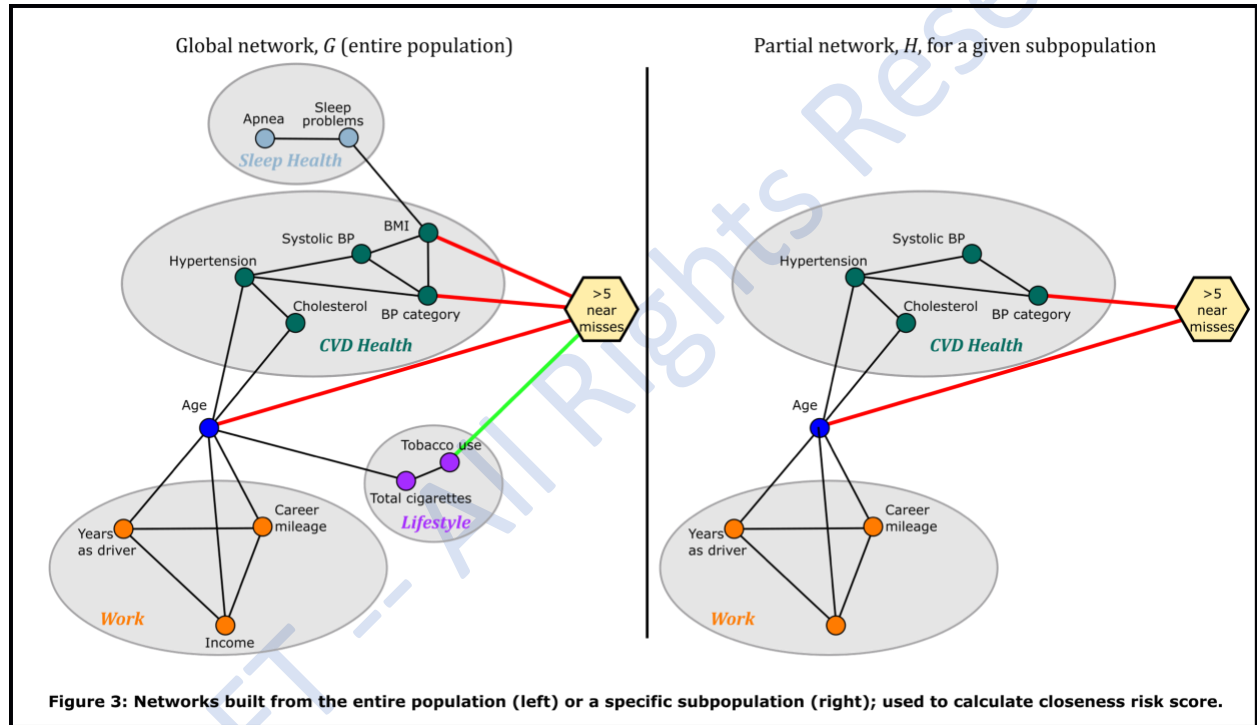 Global network, G (entire population)
Partial network, H, for a given subpopulation
Apnea
Sleep
problems
Sleep Health
BMI
Systolic BP
Hypertension
Cholesterol
BP category
CVD Health
>5
near
misses
Age
Tobacco use
Total cigarettes
Lifestyle
Years
as driver
Career
mileage
Work
Income
Systolic BP
Hypertension
Cholesterol
BP category
CVD Health
>5
near
misses
Age
Years
as driver
Career
mileage
Work
Figure 3: Networks built from the entire population (left) or a specific subpopulation (right); used to calculate closeness risk score.
ET -- All Rights Rese